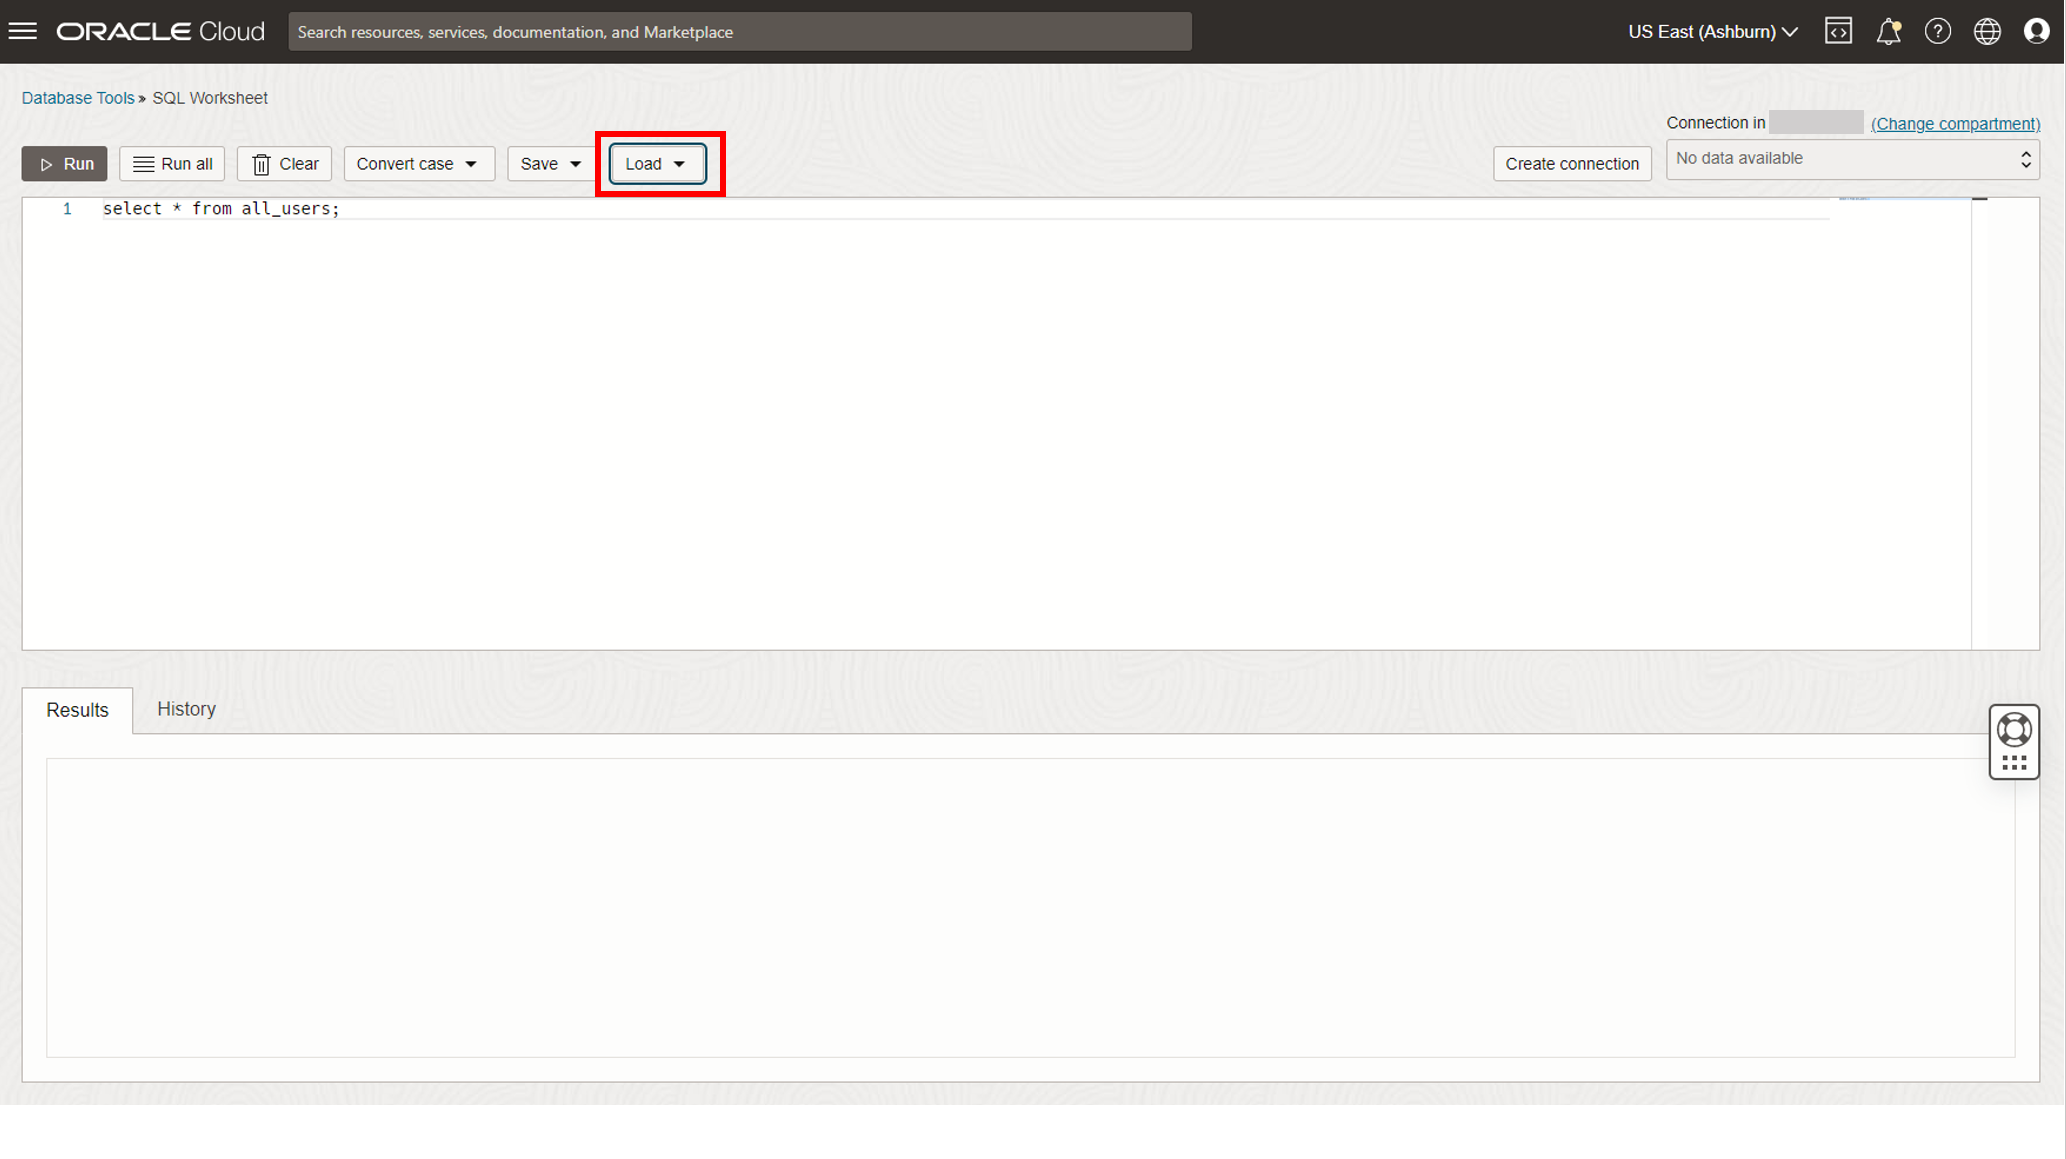 ORACLE Cloud
Search resources, services, documentation, and Marketplace
US East (Ashburn)
Database Tools » SQL Worksheet
Connection in (Change compartment)
Run
Run all
Clear
Convert case
Save
Load
Create connection
No data available
1 select * from all_users;
Results
History